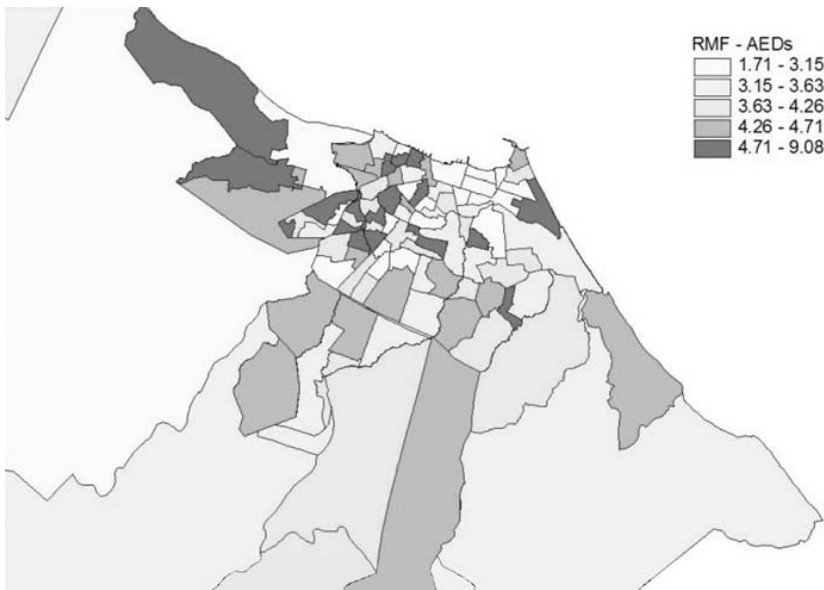 RMF - AEDs
1.71 - 3.15
3.15 - 3.63
3.63 - 4.26
4.26 - 4.71
4.71 - 9.08